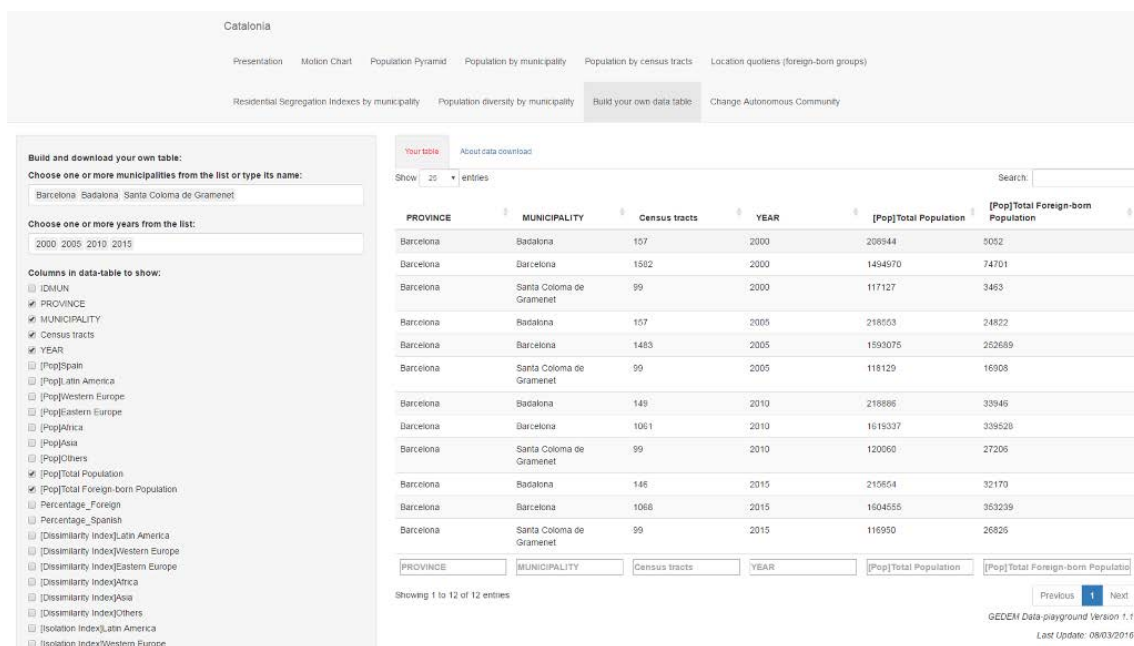 Catalonia
Presentation Motion Chart Population Pyramid Population by municipality Population by census tracts Location quotiens (foreign-born groups)
Residential Segregation Indexes by municipality Population diversity by municipality Build your own data table Change Autonomous Community
Build and download your own table:
Choose one or more municipalities from the list or type its name:
Barcelona Badalona Santa Coloma de Gramenet
Choose one or more years from the list:
2000 2005 2010 2015
Columns in data-table to show:
IDMUN
PROVINCE
MUNICIPALITY
Census tracts
YEAR
[Pop]Spain
[Pop]Latin America
[Pop]Western Europe
[Pop]Eastern Europe
[Pop]Africa
[Pop]Asia
[Pop]Others
[Pop]Total Population
[Pop]Total Foreign-born Population
Percentage_Foreign
Percentage_Spanish
[Dissimilarity Index]Latin America
[Dissimilarity Index]Western Europe
[Dissimilarity Index]Eastern Europe
[Dissimilarity Index]Africa
[Dissimilarity Index]Asia
[Dissimilarity Index]Others
[Isolation Index]Latin America
[Isolation Index]Western Europe
Your table About data download
Show 25 entries Search:
PROVINCE MUNICIPALITY Census tracts YEAR [Pop]Total Population [Pop]Total Foreign-born
Population
Barcelona Badalona 157 2000 208944 5052
Barcelona Barcelona 1582 2000 1494970 74701
Barcelona Santa Coloma de 99 2000 117127 3463
Gramenet
Barcelona Badalona 157 2005 218553 24822
Barcelona Barcelona 1483 2005 1593075 252689
Barcelona Santa Coloma de 99 2005 118129 16908
Gramenet
Barcelona Badalona 149 2010 218886 33946
Barcelona Barcelona 1061 2010 1619337 339528
Barcelona Santa Coloma de 99 2010 120060 27206
Gramenet
Barcelona Badalona 146 2015 215654 32170
Barcelona Barcelona 1068 2015 1604555 353239
Barcelona Santa Coloma de 99 2015 116950 26826
Gramenet
PROVINCE MUNICIPALITY Census tracts YEAR [Pop]Total Population [Pop]Total Foreign-born Populatio
Showing 1 to 12 of 12 entries Previous 1 Next
GEDEM Data-playground Version 1.1
Last Update: 08/03/2016